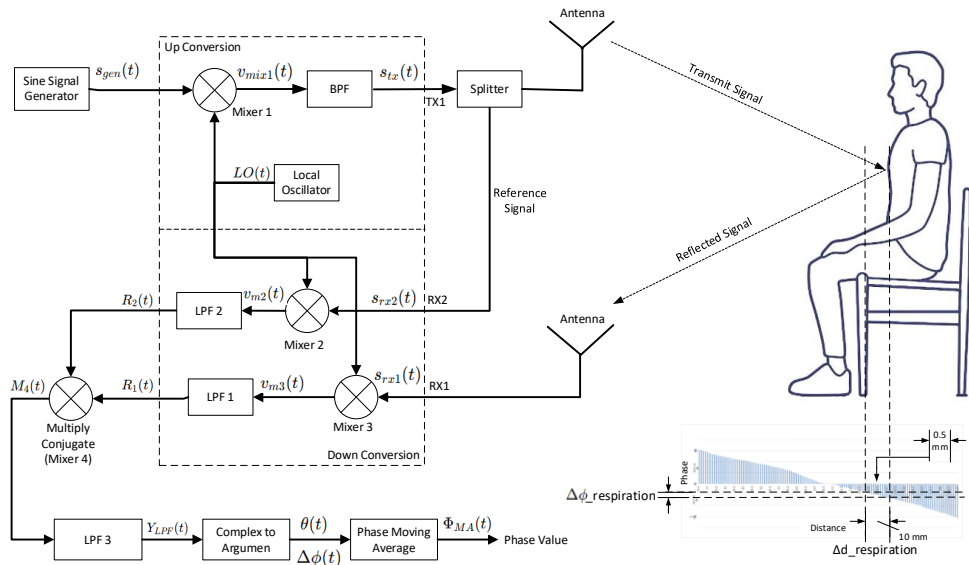 Antenna
Up Conversion
Sine Signal
Generator
s_gen(t)
v_mix1(t)
Mixer 1
BPF
s_tx(t)
TX1
Splitter
Transmit Signal
LO(t)
Local
Oscillator
Reference
Signal
Reflected Signal
R_2(t)
LPF 2
v_m2(t)
Mixer 2
s_rx2(t)
RX2
Antenna
M_4(t)
R_1(t)
LPF 1
v_m3(t)
Mixer 3
s_rx1(t)
RX1
Multiply
Conjugate
(Mixer 4)
Down Conversion
0.5
mm
Phase
Δϕ_respiration
Distance
10 mm
Δd_respiration
LPF 3
Y_LPF(t)
Complex to
Argumen
θ(t)
Δϕ(t)
Phase Moving
Average
Φ_MA(t)
Phase Value